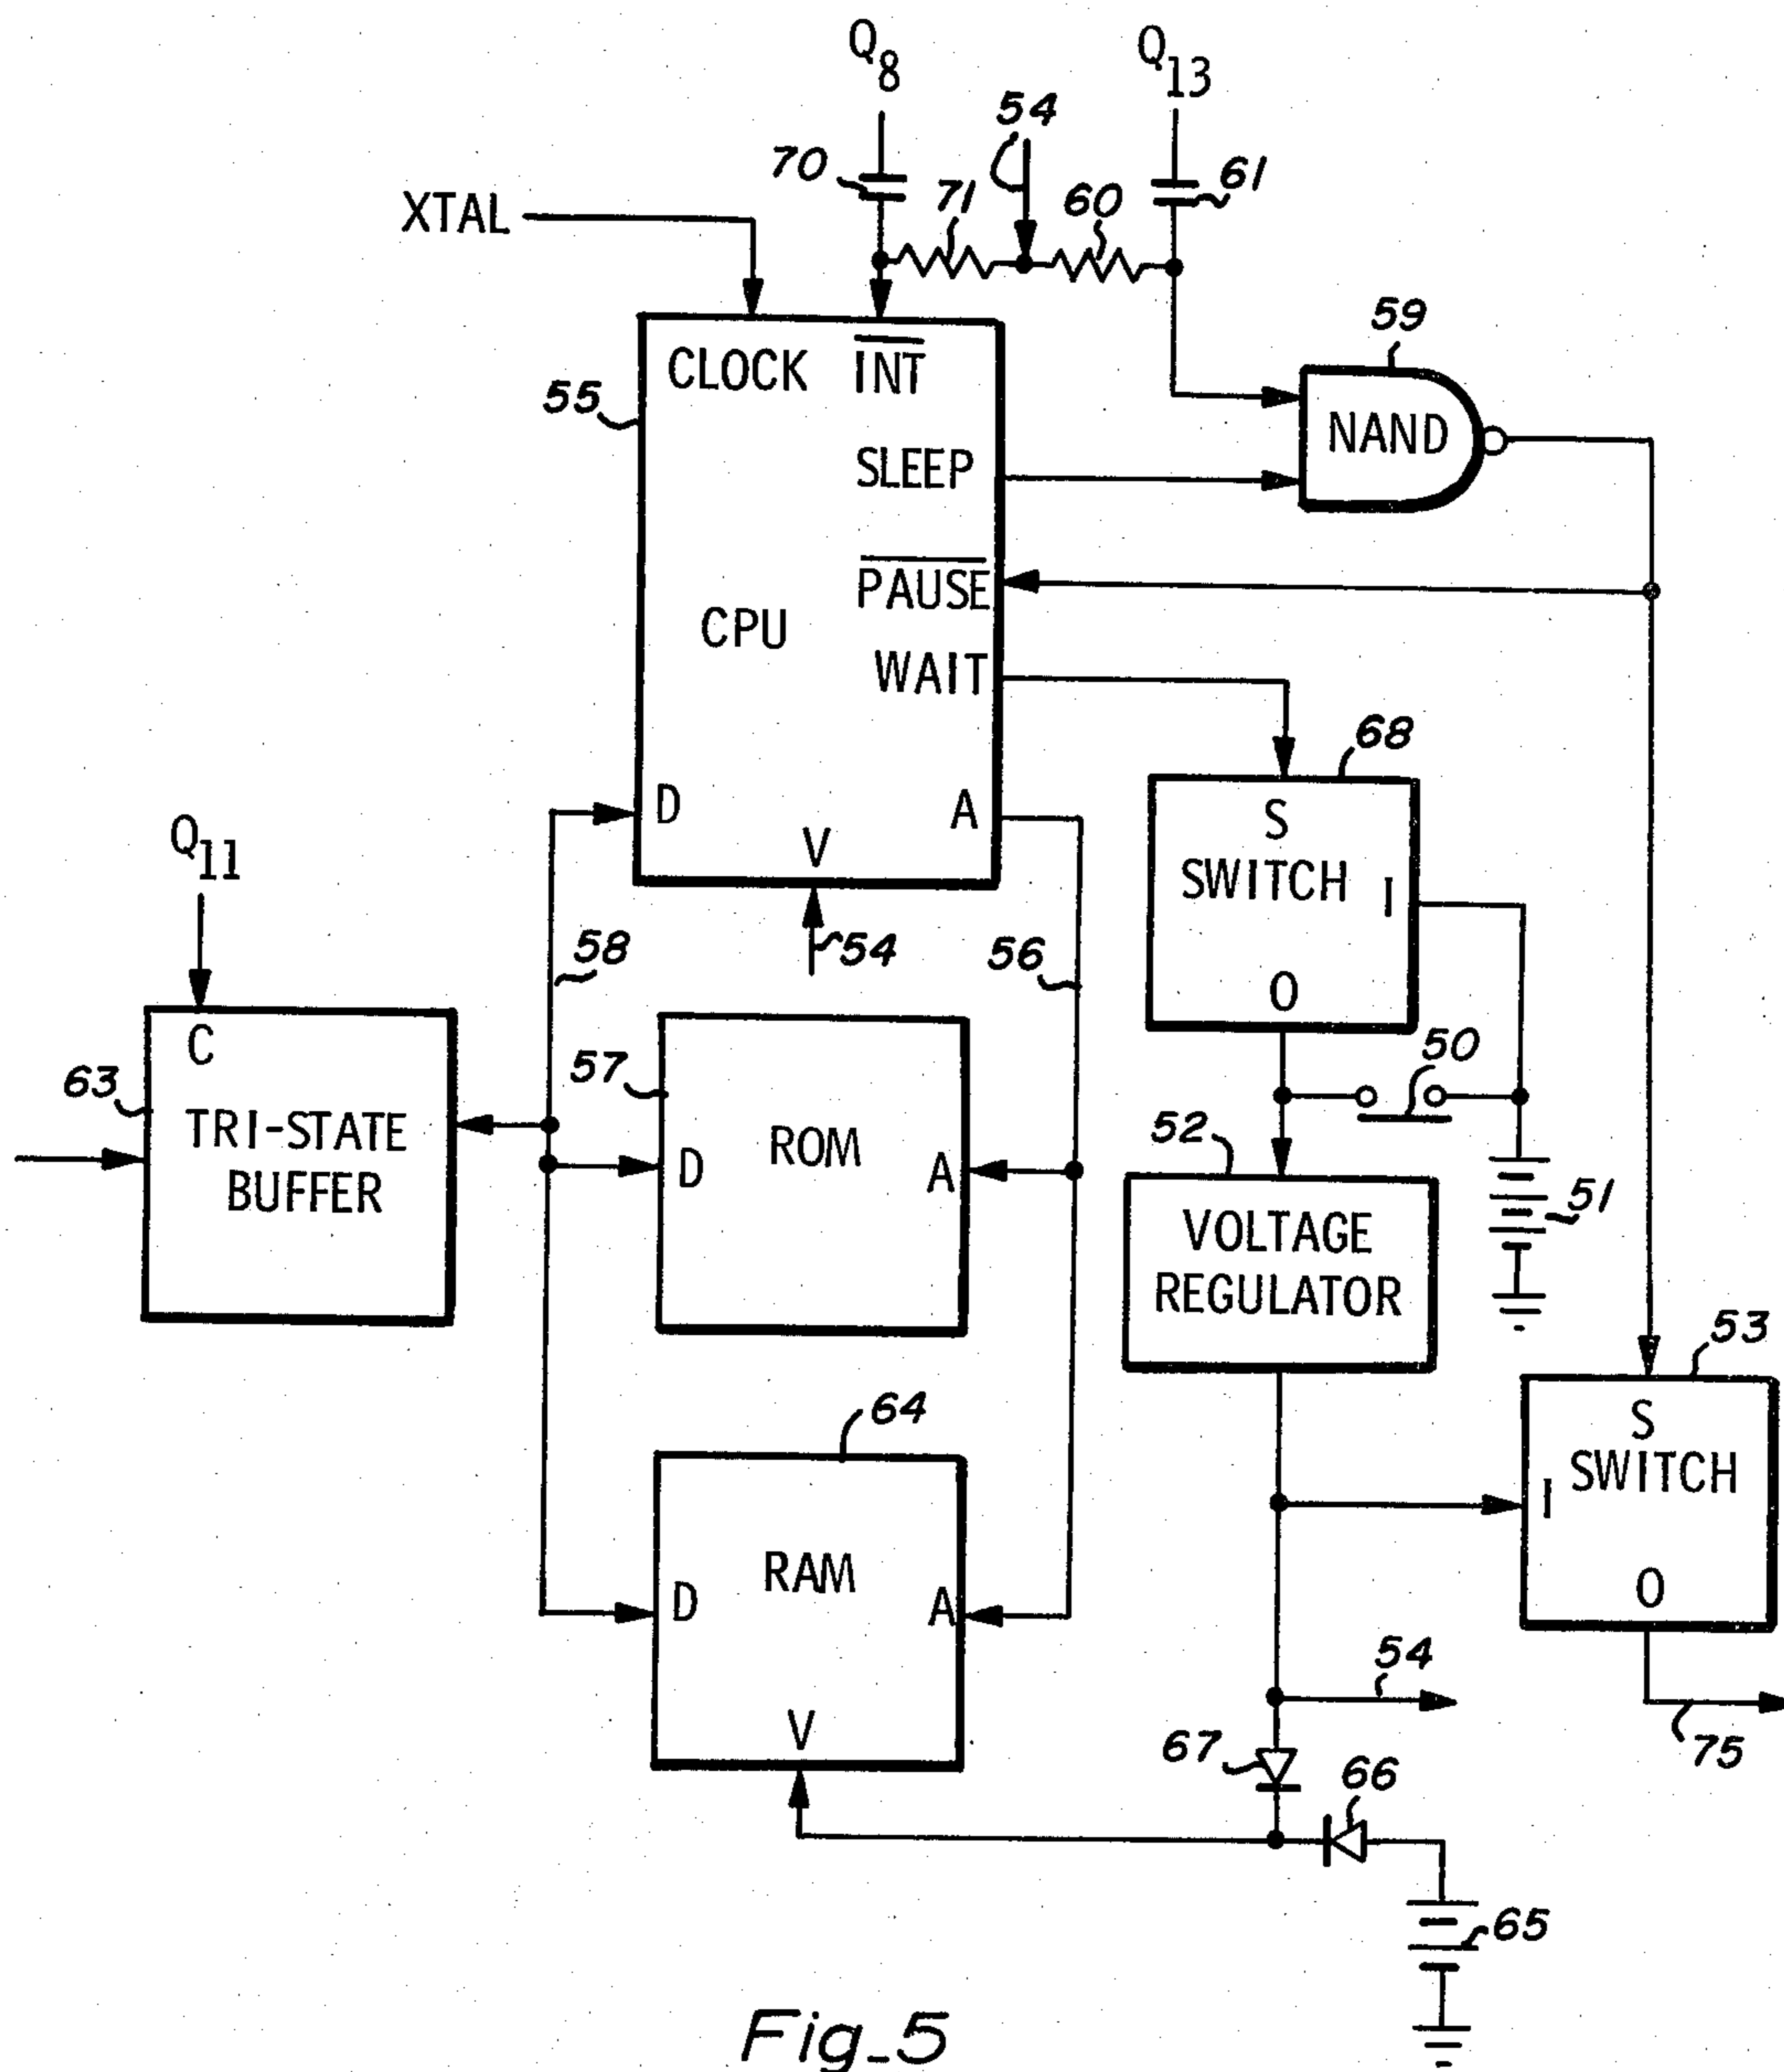 Q8
Q13
54
70
71
60
61
XTAL
59
CLOCK
INT
55
NAND
SLEEP
PAUSE
CPU
WAIT
68
D
A
V
S
SWITCH
I
O
Q11
58
54
56
50
C
63
TRI-STATE
BUFFER
57
ROM
D
A
52
51
VOLTAGE
REGULATOR
53
64
S
SWITCH
I
O
RAM
D
A
V
54
75
67
66
65
Fig_5